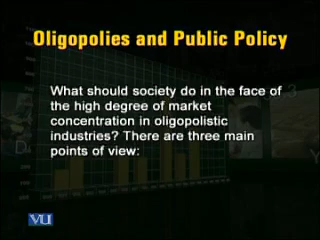 Oligopolies and Public Policy
What should society do in the face of
the high degree of market
concentration in oligopolistic
industries? There are three main
points of view:
VU